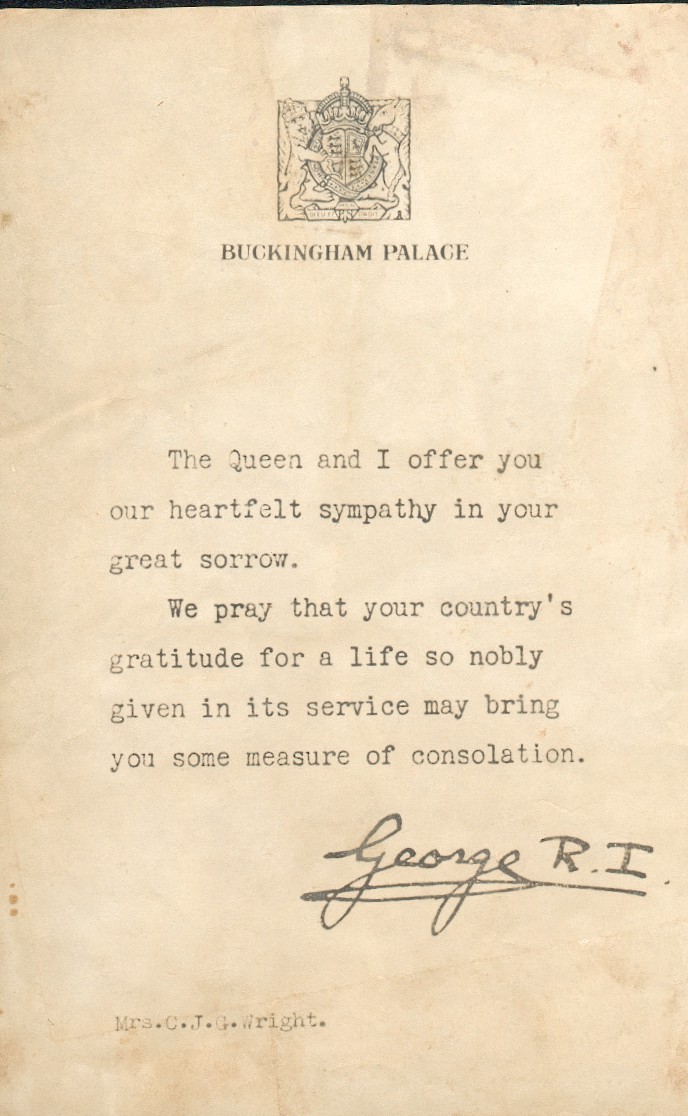 BUCKINGHAM PALACE
The Queen and I offer you
our heartfelt sympathy in your
great sorrow.
We pray that your country's
gratitude for a life so nobly
given in its service may bring
you some measure of consolation.
George R.I.
Mrs.C.J.G.Wright.